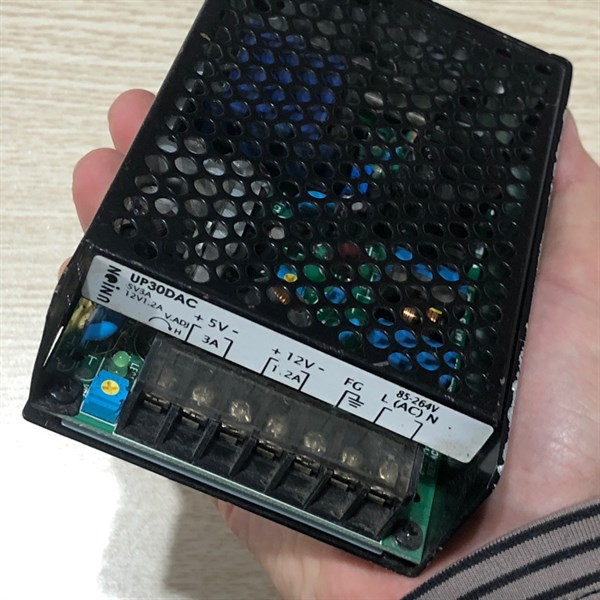 UNION
UP30DAC
5V3A
12V1.2A
V.ADJ
H
+ 5V -
3A
+ 12V -
1.2A
FG
85-264V
L (AC) N